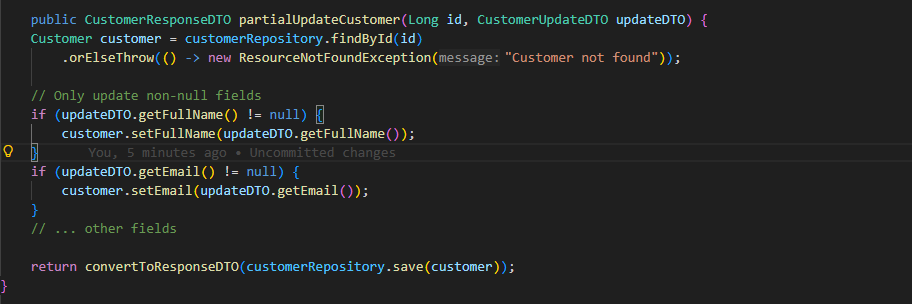 public CustomerResponseDTO partialUpdateCustomer(Long id, CustomerUpdateDTO updateDTO) {
Customer customer = customerRepository.findById(id)
.orElseThrow(() -> new ResourceNotFoundException(message: "Customer not found"));
// Only update non-null fields
if (updateDTO.getFullName() != null) {
customer.setFullName(updateDTO.getFullName());
} You, 5 minutes ago • Uncommitted changes
if (updateDTO.getEmail() != null) {
customer.setEmail(updateDTO.getEmail());
}
// ... other fields
return convertToResponseDTO(customerRepository.save(customer));
}